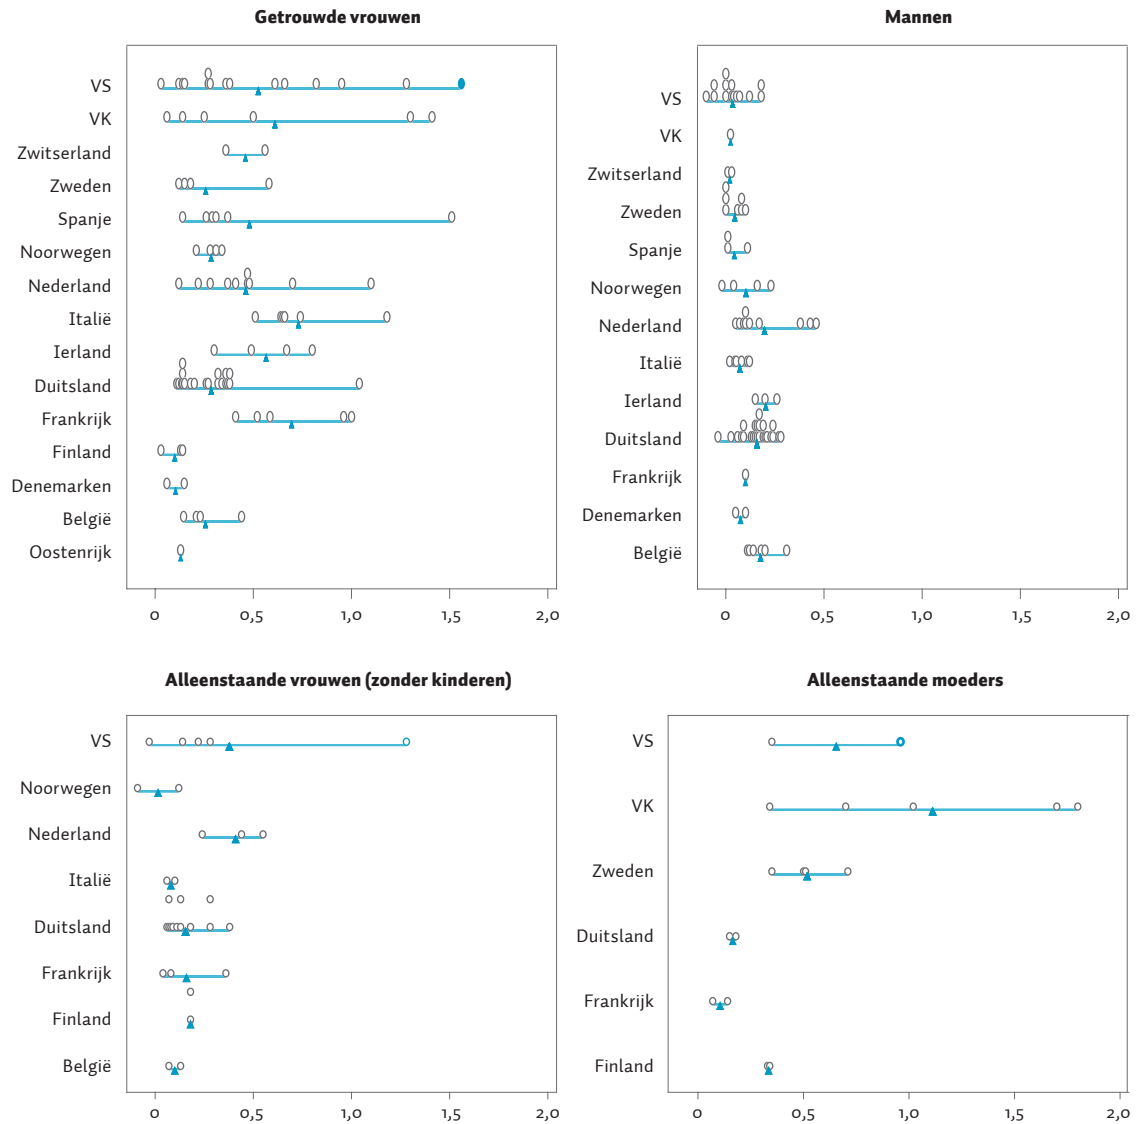 Getrouwde vrouwen
VS
VK
Zwitserland
Zweden
Spanje
Noorwegen
Nederland
Italië
Ierland
Duitsland
Frankrijk
Finland
Denemarken
België
Oostenrijk
0 0,5 1,0 1,5 2,0
Mannen
VS
VK
Zwitserland
Zweden
Spanje
Noorwegen
Nederland
Italië
Ierland
Duitsland
Frankrijk
Denemarken
België
0 0,5 1,0 1,5 2,0
Alleenstaande vrouwen (zonder kinderen)
VS
Noorwegen
Nederland
Italië
Duitsland
Frankrijk
Finland
België
0 0,5 1,0 1,5 2,0
Alleenstaande moeders
VS
VK
Zweden
Duitsland
Frankrijk
Finland
0 0,5 1,0 1,5 2,0